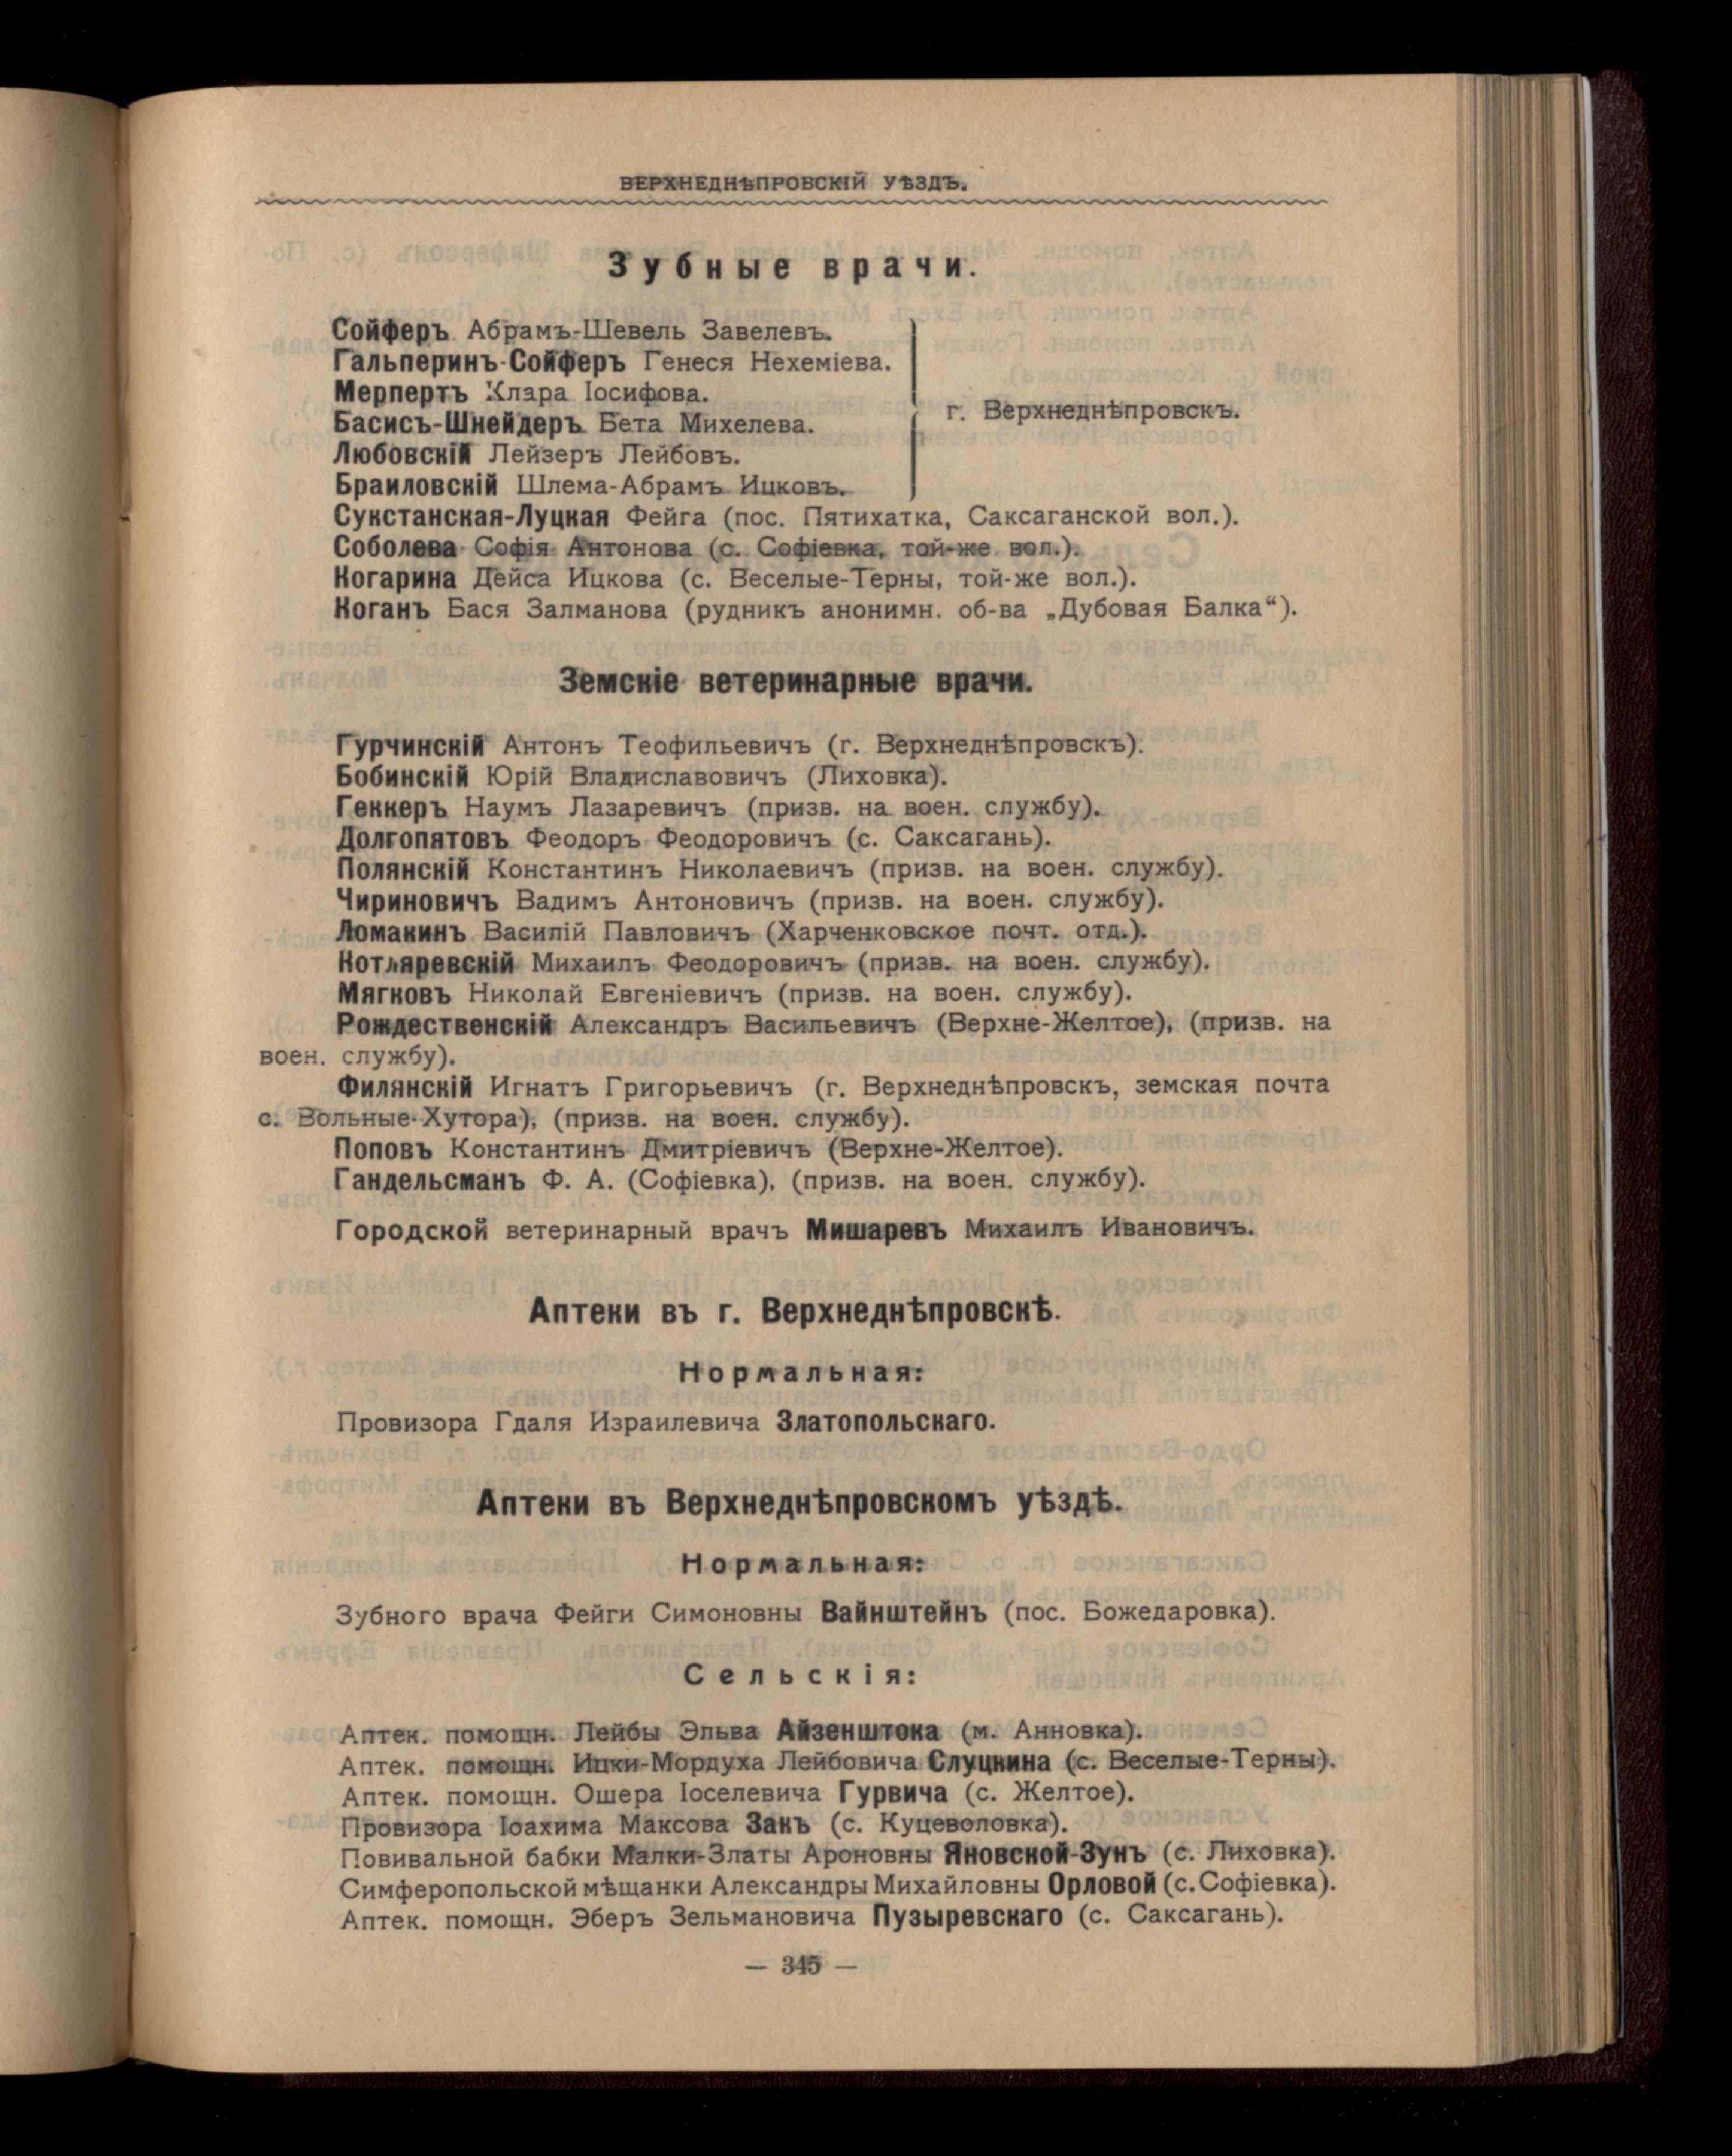 ВЕРХНЕДНѢПРОВСКІЙ УѢЗДЪ.
Зубные врачи.
Сойферъ Абрамъ-Шевель Завелевъ.
Гальперинъ-Сойферъ Генеся Нехеміева.
Мерпертъ Клара Іосифова.
Басисъ-Шнейдеръ Бета Михелева.
г. Верхнеднѣпровскъ.
Любовскій Лейзеръ Лейбовъ.
Браиловскій Шлема-Абрамъ Ицковъ.
Сукстанская-Луцкая Фейга (пос. Пятихатка, Саксаганской вол.).
Соболева Софія Антонова (с. Софіевка, той-же вол.).
Когарина Дейса Ицкова (с. Веселые-Терны, той-же вол.).
Коганъ Бася Залманова (рудникъ анонимн. об-ва „Дубовая Балка“).
Земскіе ветеринарные врачи.
Гурчинскій Антонъ Теофильевичъ (г. Верхнеднѣпровскъ).
Бобинскій Юрій Владиславовичъ (Лиховка).
Геккеръ Наумъ Лазаревичъ (призв. на воен. службу).
Долгопятовъ Феодоръ Феодоровичъ (с. Саксагань).
Полянскій Константинъ Николаевичъ (призв. на воен. службу).
Чириновичъ Вадимъ Антоновичъ (призв. на воен. службу).
Ломакинъ Василій Павловичъ (Харченковское почт. отд.).
Котляревскій Михаилъ Феодоровичъ (призв. на воен. службу).
Мягковъ Николай Евгеніевичъ (призв. на воен. службу).
Рождественскій Александръ Васильевичъ (Верхне-Желтое), (призв. на
воен. службу).
Филянскій Игнатъ Григорьевичъ (г. Верхнеднѣпровскъ, земская почта
с. Вольные-Хутора), (призв. на воен. службу).
Поповъ Константинъ Дмитріевичъ (Верхне-Желтое).
Гандельсманъ Ф. А. (Софіевка), (призв. на воен. службу).
Городской ветеринарный врачъ Мишаревъ Михаилъ Ивановичъ.
Аптеки въ г. Верхнеднѣпровскѣ.
Нормальная:
Провизора Гдаля Израилевича Златопольскаго.
Аптеки въ Верхнеднѣпровскомъ уѣздѣ.
Нормальная:
Зубного врача Фейги Симоновны Вайнштейнъ (пос. Божедаровка).
Сельскія:
Аптек. помощн. Лейбы Эльва Айзенштока (м. Анновка).
Аптек. помощн. Ицки-Мордуха Лейбовича Слуцкина (с. Веселые-Терны).
Аптек. помощн. Ошера Іоселевича Гурвича (с. Желтое).
Провизора Іоахима Максова Закъ (с. Куцеволовка).
Повивальной бабки Малки-Златы Ароновны Яновской-Зунъ (с. Лиховка).
Симферопольской мѣщанки Александры Михайловны Орловой (с. Софіевка).
Аптек. помощн. Эберъ Зельмановича Пузыревскаго (с. Саксагань).
— 345 —